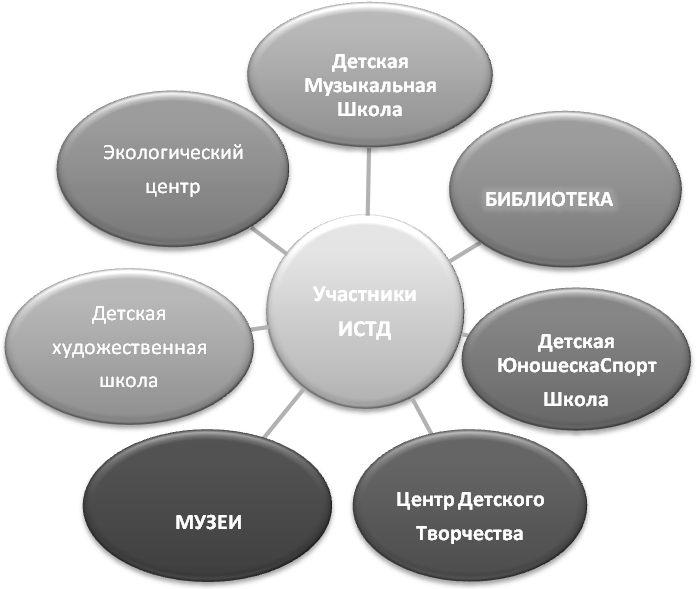 Детская
Музыкальная
Школа
Экологический
центр
БИБЛИОТЕКА
Участники
ИСТД
Детская
художественная
школа
Детская
ЮношескаСпорт
Школа
МУЗЕИ
Центр Детского
Творчества